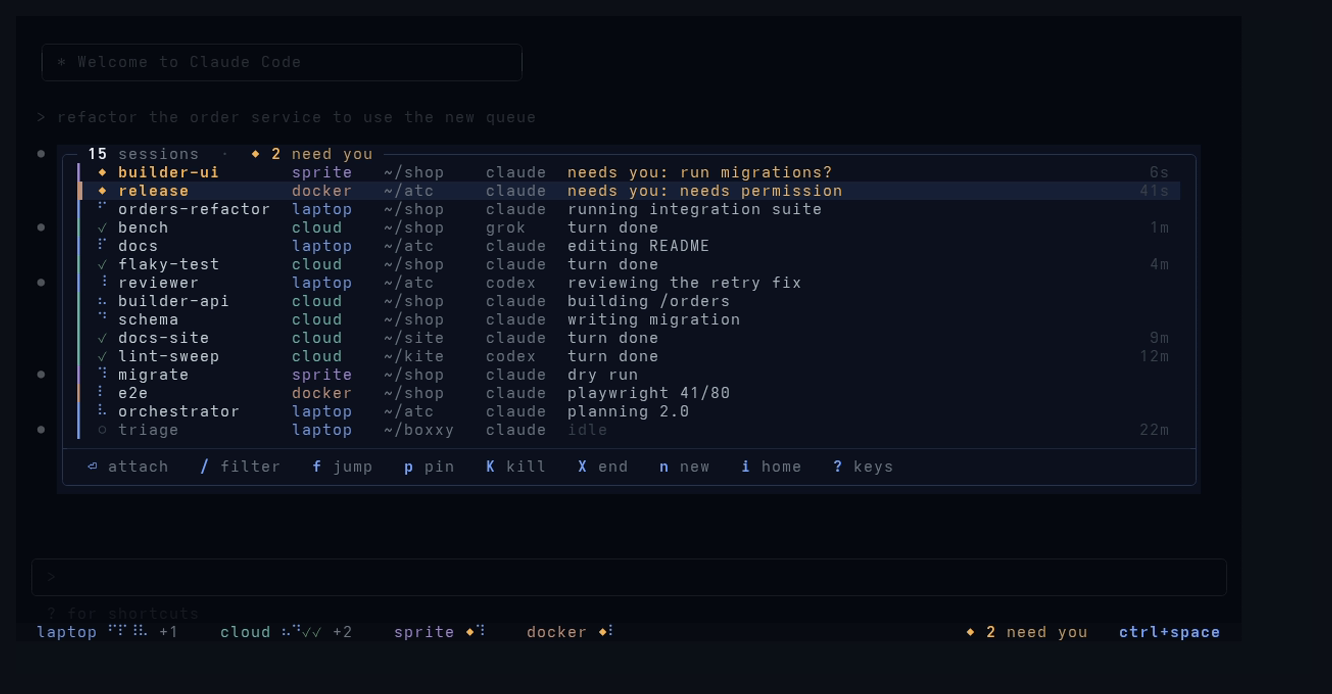 * Welcome to Claude Code
> refactor the order service to use the new queue
15 sessions · ◆ 2 need you
◆ builder-ui sprite ~/shop claude needs you: run migrations? 6s
◆ release docker ~/atc claude needs you: needs permission 41s
orders-refactor laptop ~/shop claude running integration suite
✓ bench cloud ~/shop grok turn done 1m
docs laptop ~/atc claude editing README
✓ flaky-test cloud ~/shop claude turn done 4m
reviewer laptop ~/atc codex reviewing the retry fix
builder-api cloud ~/shop claude building /orders
schema cloud ~/shop claude writing migration
✓ docs-site cloud ~/site claude turn done 9m
✓ lint-sweep cloud ~/kite codex turn done 12m
migrate sprite ~/shop claude dry run
e2e docker ~/shop claude playwright 41/80
orchestrator laptop ~/atc claude planning 2.0
○ triage laptop ~/boxxy claude idle 22m
⏎ attach / filter f jump p pin K kill X end n new i home ? keys
>
? for shortcuts
laptop +1 cloud ✓✓ +2 sprite ◆ docker ◆ ◆ 2 need you ctrl+space